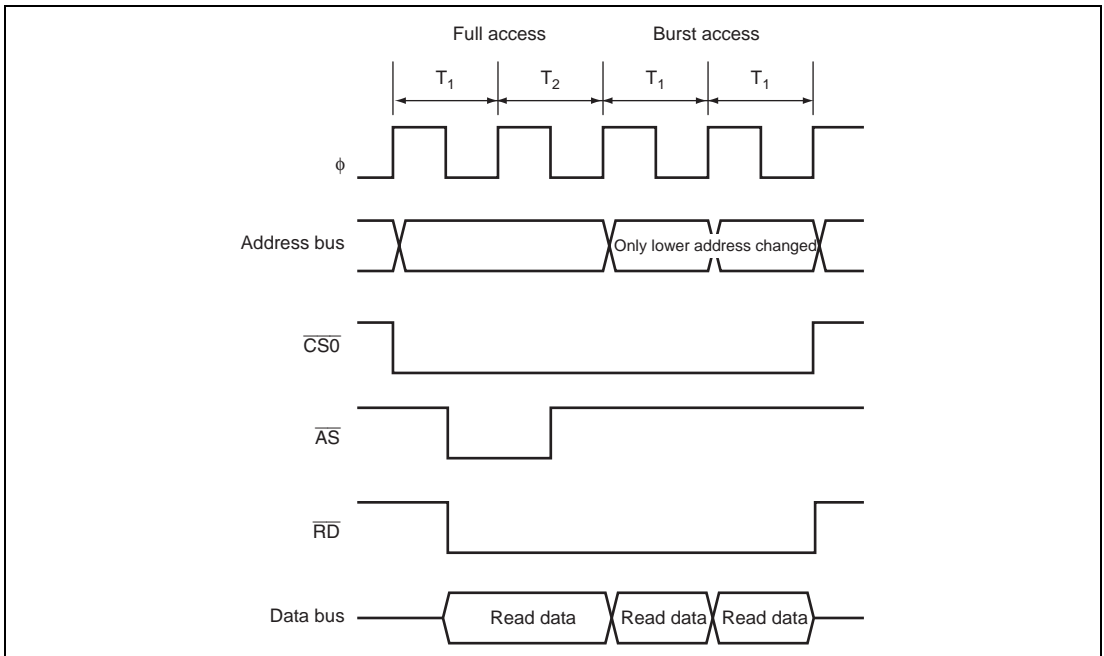 Full access Burst access
T1 T2 T1 T1
ϕ
Address bus
Only lower address changed
CS0
AS
RD
Data bus
Read data Read data Read data